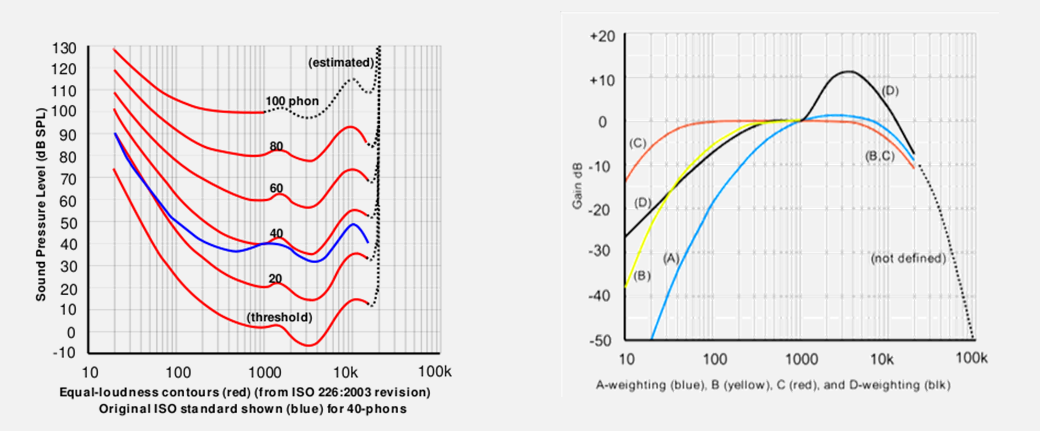 130
120
110
100
90
80
70
60
50
40
30
20
10
0
-10
Sound Pressure Level (dB SPL)
(estimated)
100 phon
80
60
40
20
(threshold)
10 100 1000 10k 100k
Equal-loudness contours (red) (from ISO 226:2003 revision)
Original ISO standard shown (blue) for 40-phons
+20
+10
0
-10
-20
-30
-40
-50
Gain dB
(D)
(C)
(B,C)
(D)
(A)
(B)
(not defined)
10 100 1000 10k 100k
A-weighting (blue), B (yellow), C (red), and D-weighting (blk)